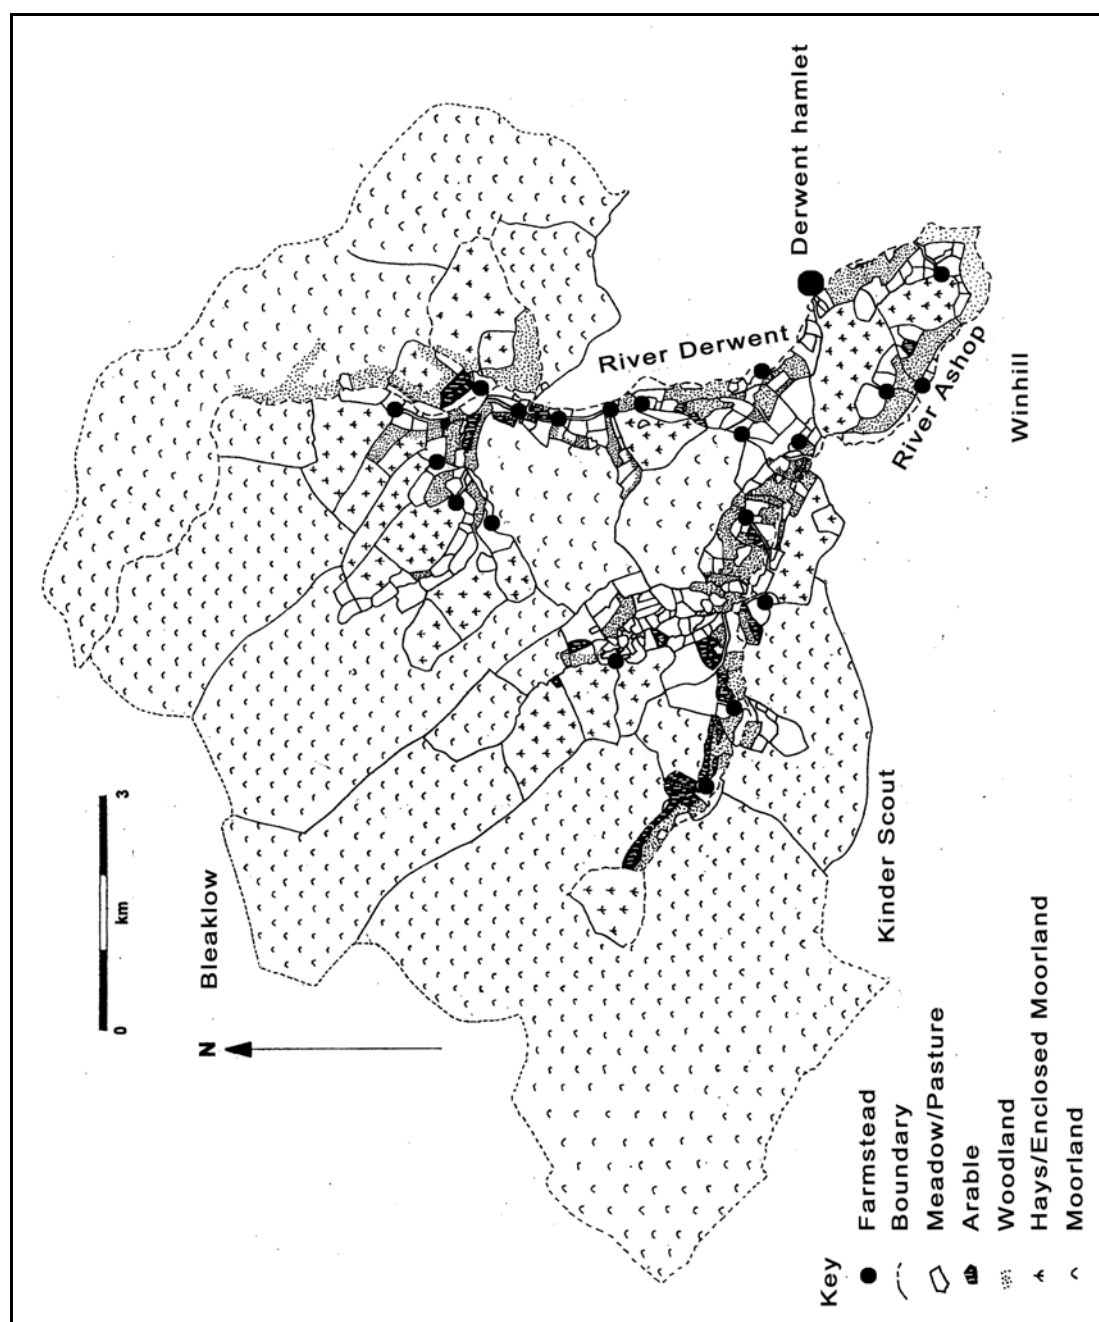 0
km
3
N
Bleaklow
Derwent hamlet
River Derwent
River Ashop
Winhill
Kinder Scout
Key
Farmstead
Boundary
Meadow/Pasture
Arable
Woodland
Hays/Enclosed Moorland
Moorland